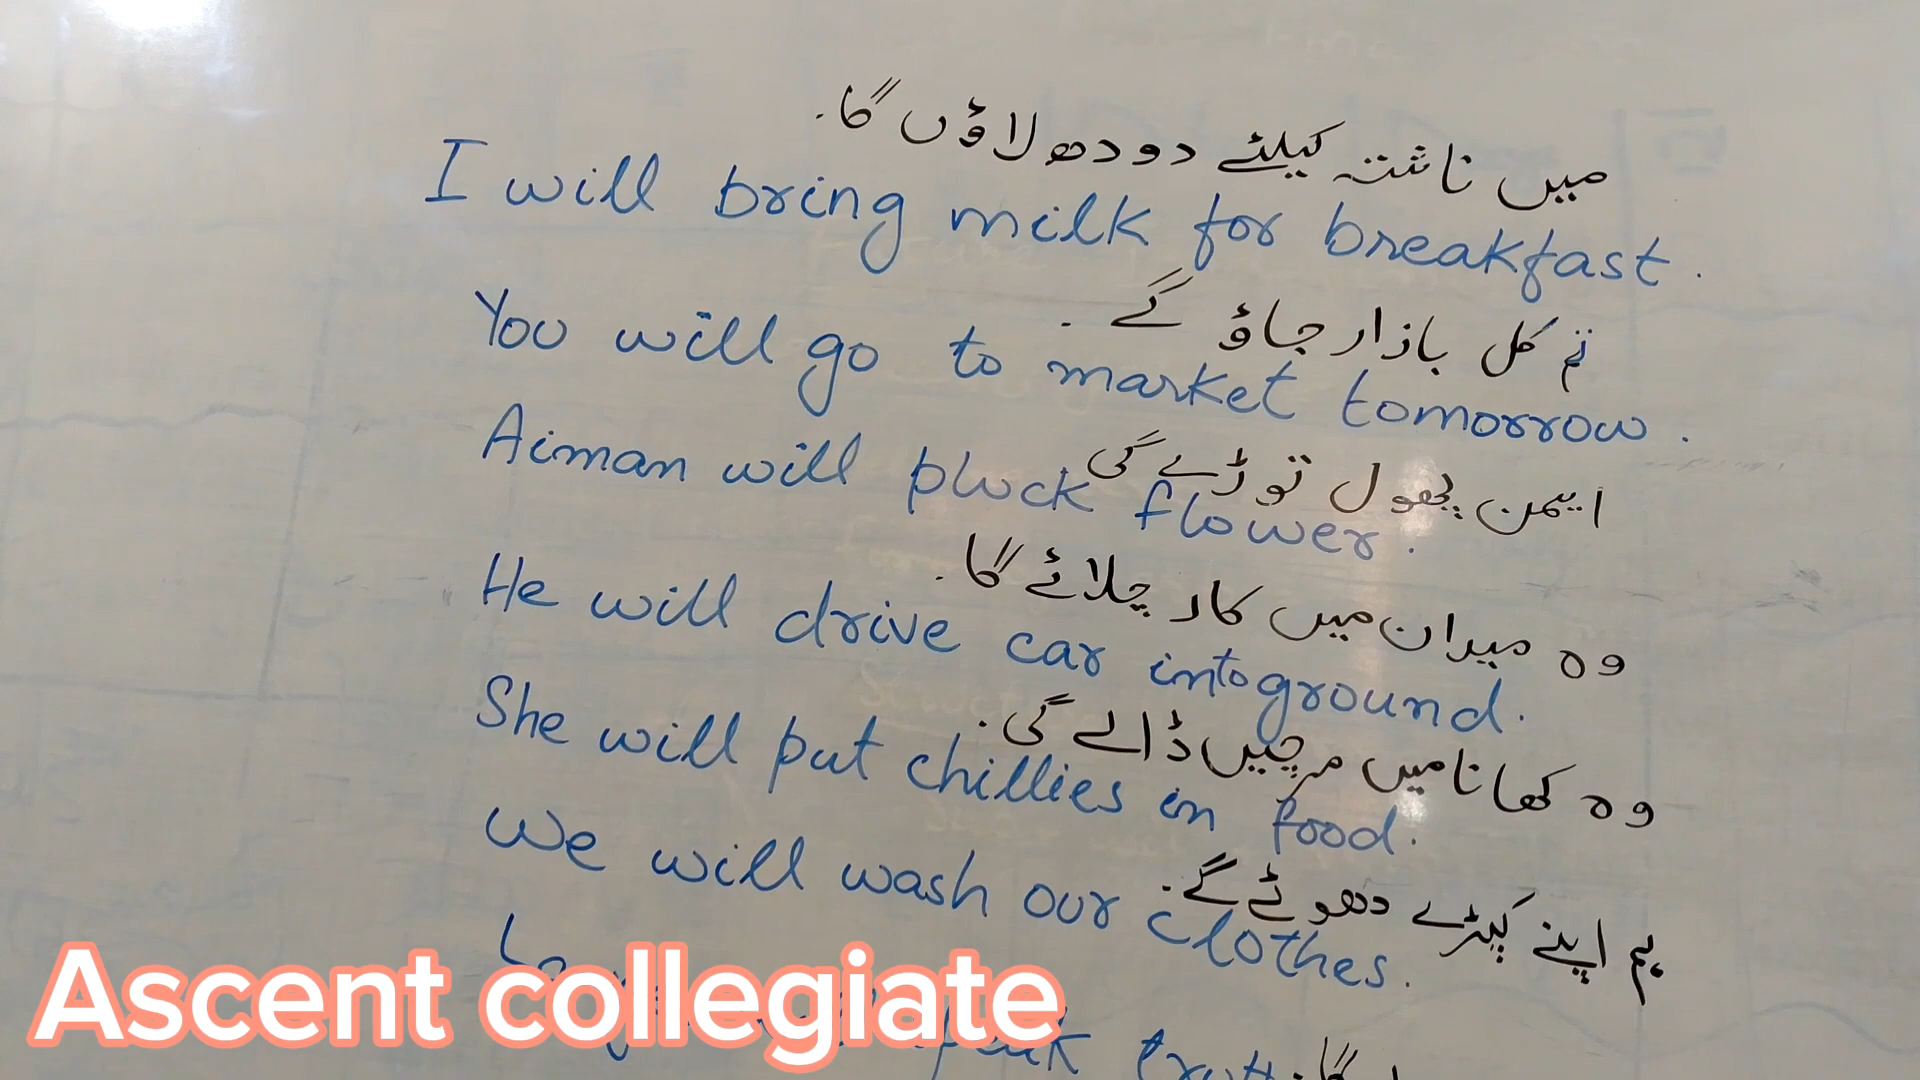 میں ناشتہ کیلئے دودھ لاؤں گا.
I will bring milk for breakfast.
تم کل بازار جاؤ گے.
You will go to market tomorrow.
ایمن پھول توڑے گی
Aiman will pluck flower.
وہ میدان میں کار چلائے گا.
He will drive car into ground.
وہ کھانا میں مرچیں ڈالے گی.
She will put chillies in food.
ہم اپنے کپڑے دھوئے گے.
We will wash our clothes.
Ascent collegiate